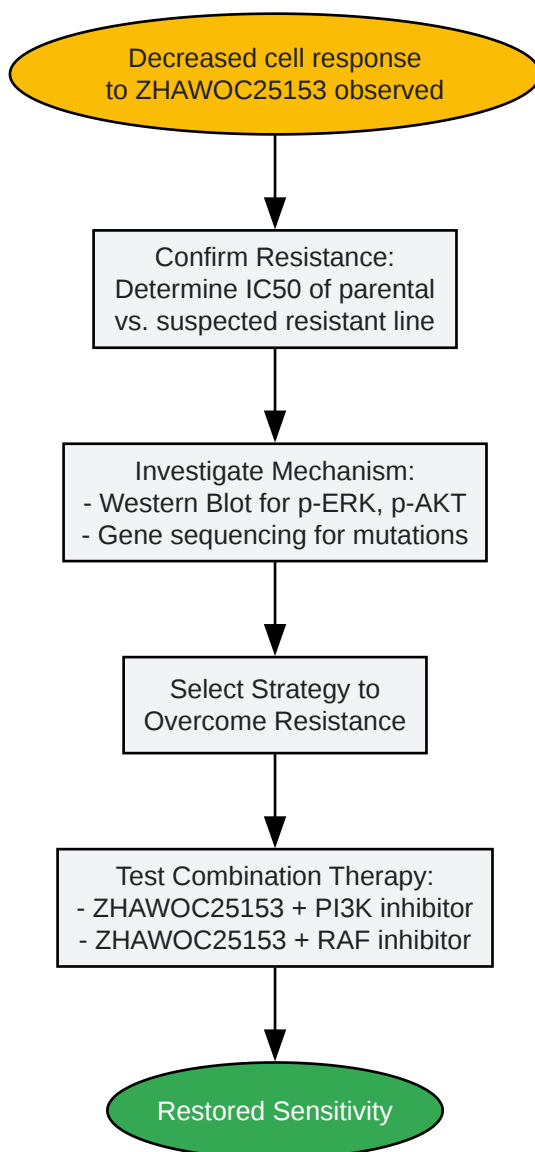 Decreased cell response
to ZHAWOC25153 observed
Confirm Resistance:
Determine IC50 of parental
vs. suspected resistant line
Investigate Mechanism:
- Western Blot for p-ERK, p-AKT
- Gene sequencing for mutations
Select Strategy to
Overcome Resistance
Test Combination Therapy:
- ZHAWOC25153 + PI3K inhibitor
- ZHAWOC25153 + RAF inhibitor
Restored Sensitivity